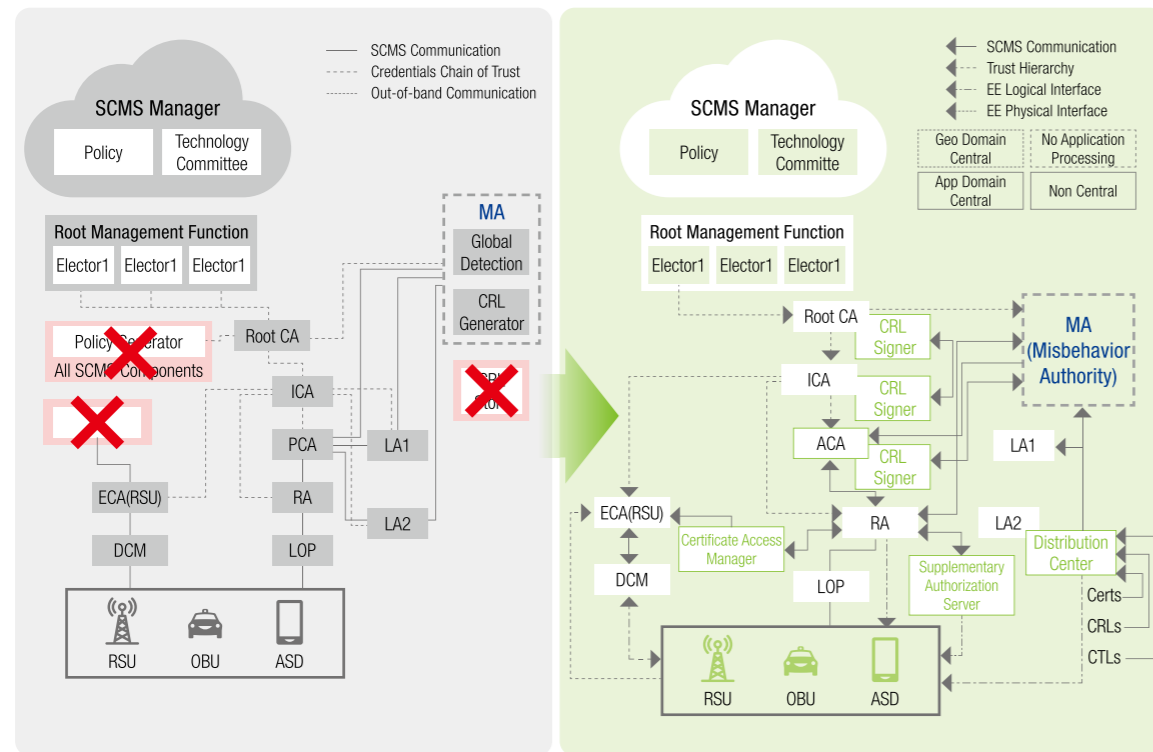 SCMS Communication
Credentials Chain of Trust
Out-of-band Communication
SCMS Manager
Policy
Technology
Committee
MA
Global
Detection
CRL
Generator
Root Management Function
Elector1
Elector1
Elector1
Policy Generator
All SCMS Components
Root CA
ICA
PCA
LA1
ECA(RSU)
RA
LA2
DCM
LOP
RSU
OBU
ASD
SCMS Communication
Trust Hierarchy
EE Logical Interface
EE Physical Interface
Geo Domain
Central
No Application
Processing
App Domain
Central
Non Central
SCMS Manager
Policy
Technology
Committe
Root Management Function
Elector1
Elector1
Elector1
Root CA
CRL
Signer
MA
(Misbehavior
Authority)
ICA
CRL
Signer
ACA
CRL
Signer
LA1
ECA(RSU)
Certificate Access
Manager
RA
LA2
Distribution
Center
DCM
LOP
Supplementary
Authorization
Server
Certs
CRLs
CTLs
RSU
OBU
ASD